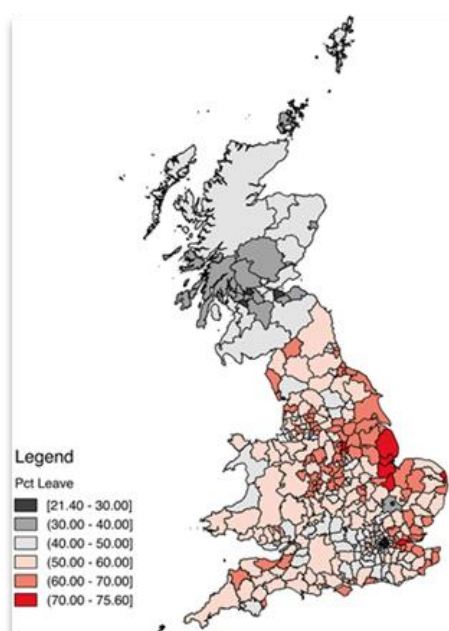 Legend
Pct Leave
[21.40 - 30.00]
(30.00 - 40.00]
(40.00 - 50.00]
(50.00 - 60.00]
(60.00 - 70.00]
(70.00 - 75.60]